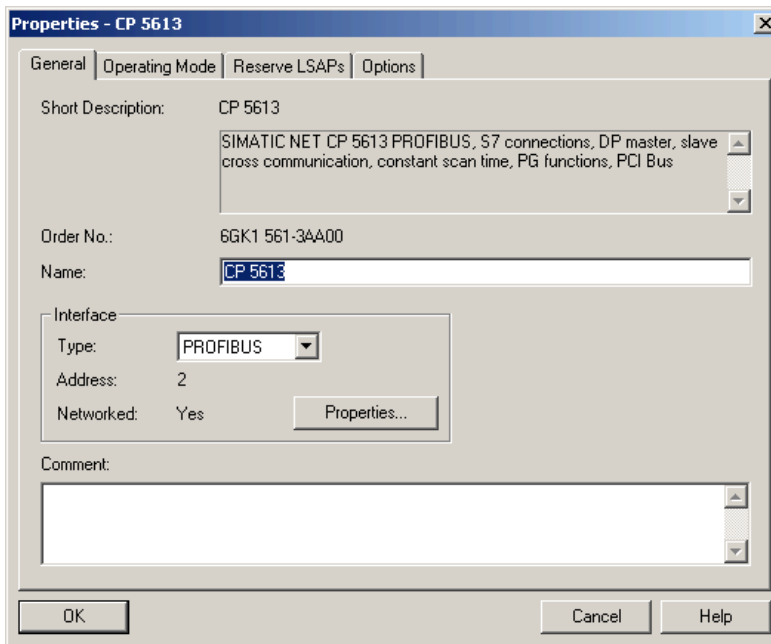 Properties - CP 5613
General Operating Mode Reserve LSAPs Options
Short Description: CP 5613
SIMATIC NET CP 5613 PROFIBUS, S7 connections, DP master, slave
cross communication, constant scan time, PG functions, PCI Bus
Order No.: 6GK1 561-3AA00
Name: CP 5613
Interface
Type: PROFIBUS
Address: 2
Networked: Yes Properties...
Comment:
OK Cancel Help